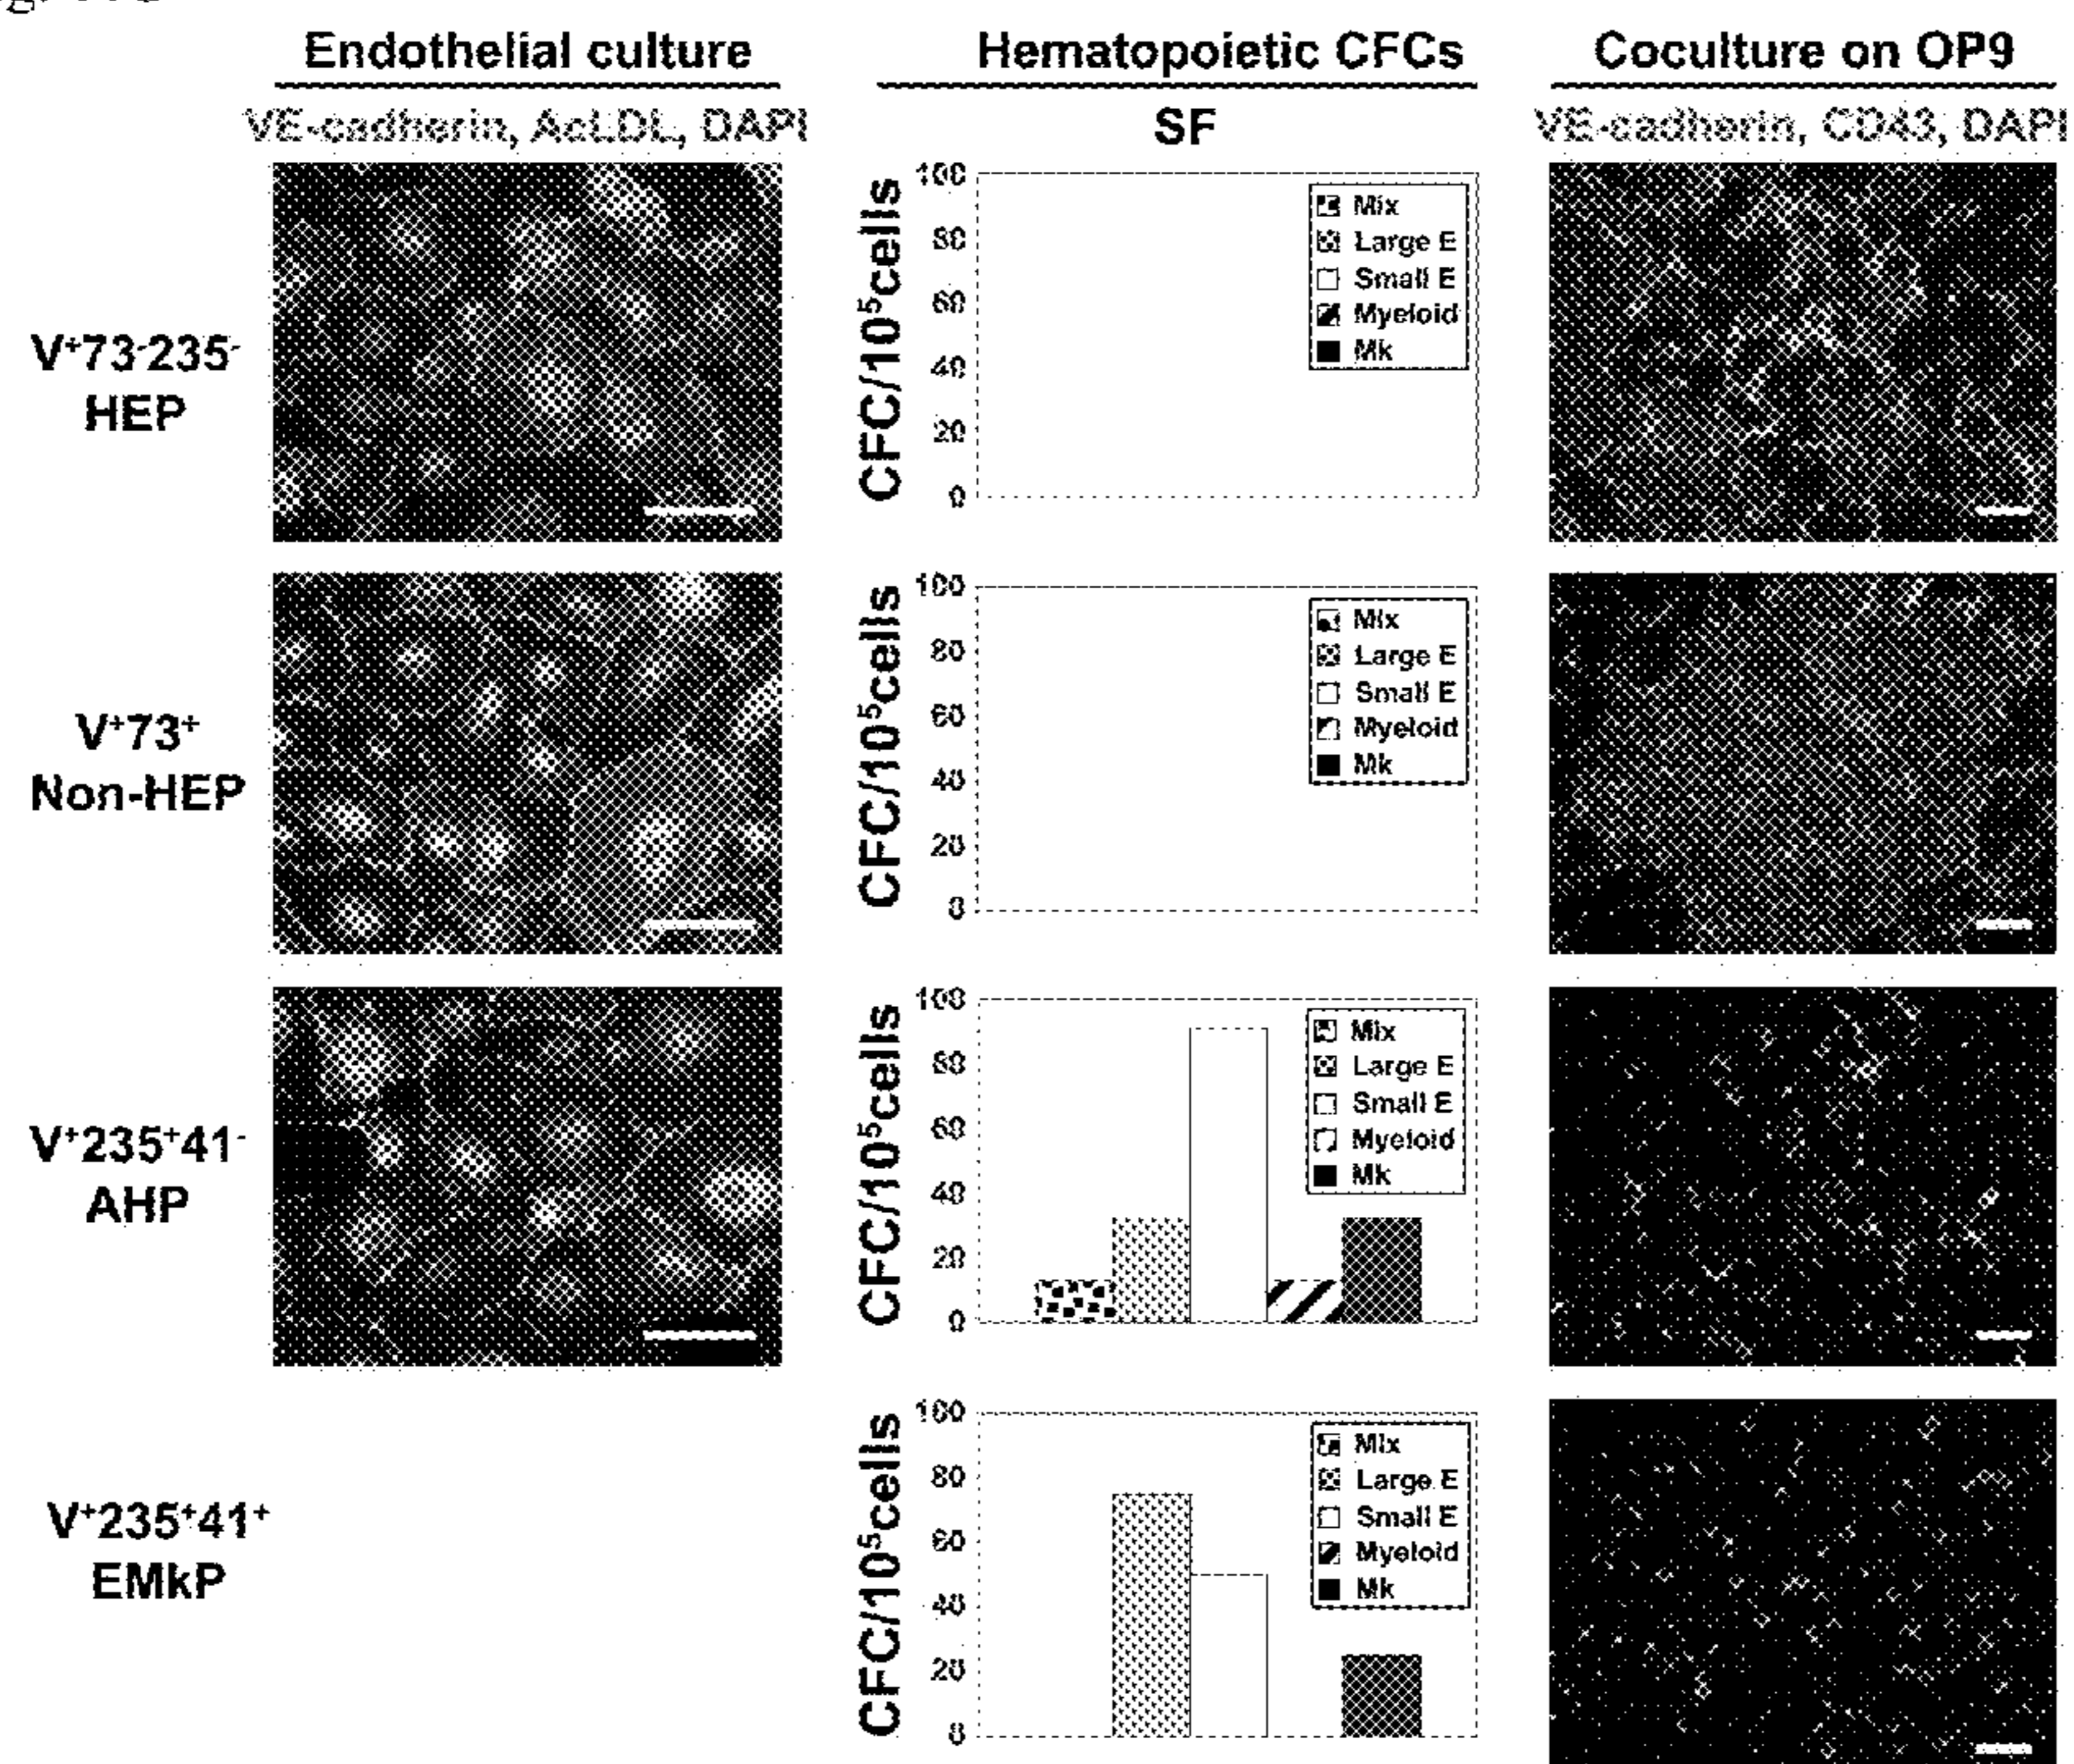 Endothelial culture
Hematopoietic CFCs
Coculture on OP9
VE-cadherin, AcLDL, DAPI
SF
VE-cadherin, CD43, DAPI
V⁺73⁻235⁻
HEP
CFC/10⁵cells
100
80
60
40
20
0
Mix
Large E
Small E
Myeloid
Mk
V⁺73⁺
Non-HEP
CFC/10⁵cells
100
80
60
40
20
0
Mix
Large E
Small E
Myeloid
Mk
V⁺235⁺41⁻
AHP
CFC/10⁵cells
100
80
60
40
20
0
Mix
Large E
Small E
Myeloid
Mk
V⁺235⁺41⁺
EMkP
CFC/10⁵cells
100
80
60
40
20
0
Mix
Large E
Small E
Myeloid
Mk